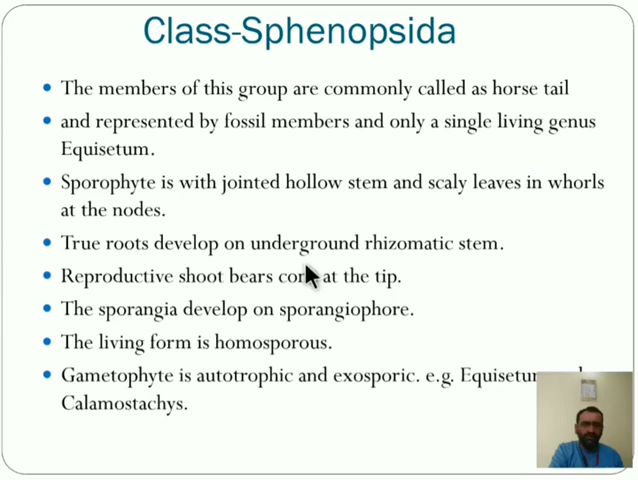 Class-Sphenopsida
The members of this group are commonly called as horse tail
and represented by fossil members and only a single living genus
Equisetum.
Sporophyte is with jointed hollow stem and scaly leaves in whorls
at the nodes.
True roots develop on underground rhizomatic stem.
Reproductive shoot bears at the tip.
The sporangia develop on sporangiophore.
The living form is homosporous.
Gametophyte is autotrophic and exosporic. e.g.
Calamostachys.